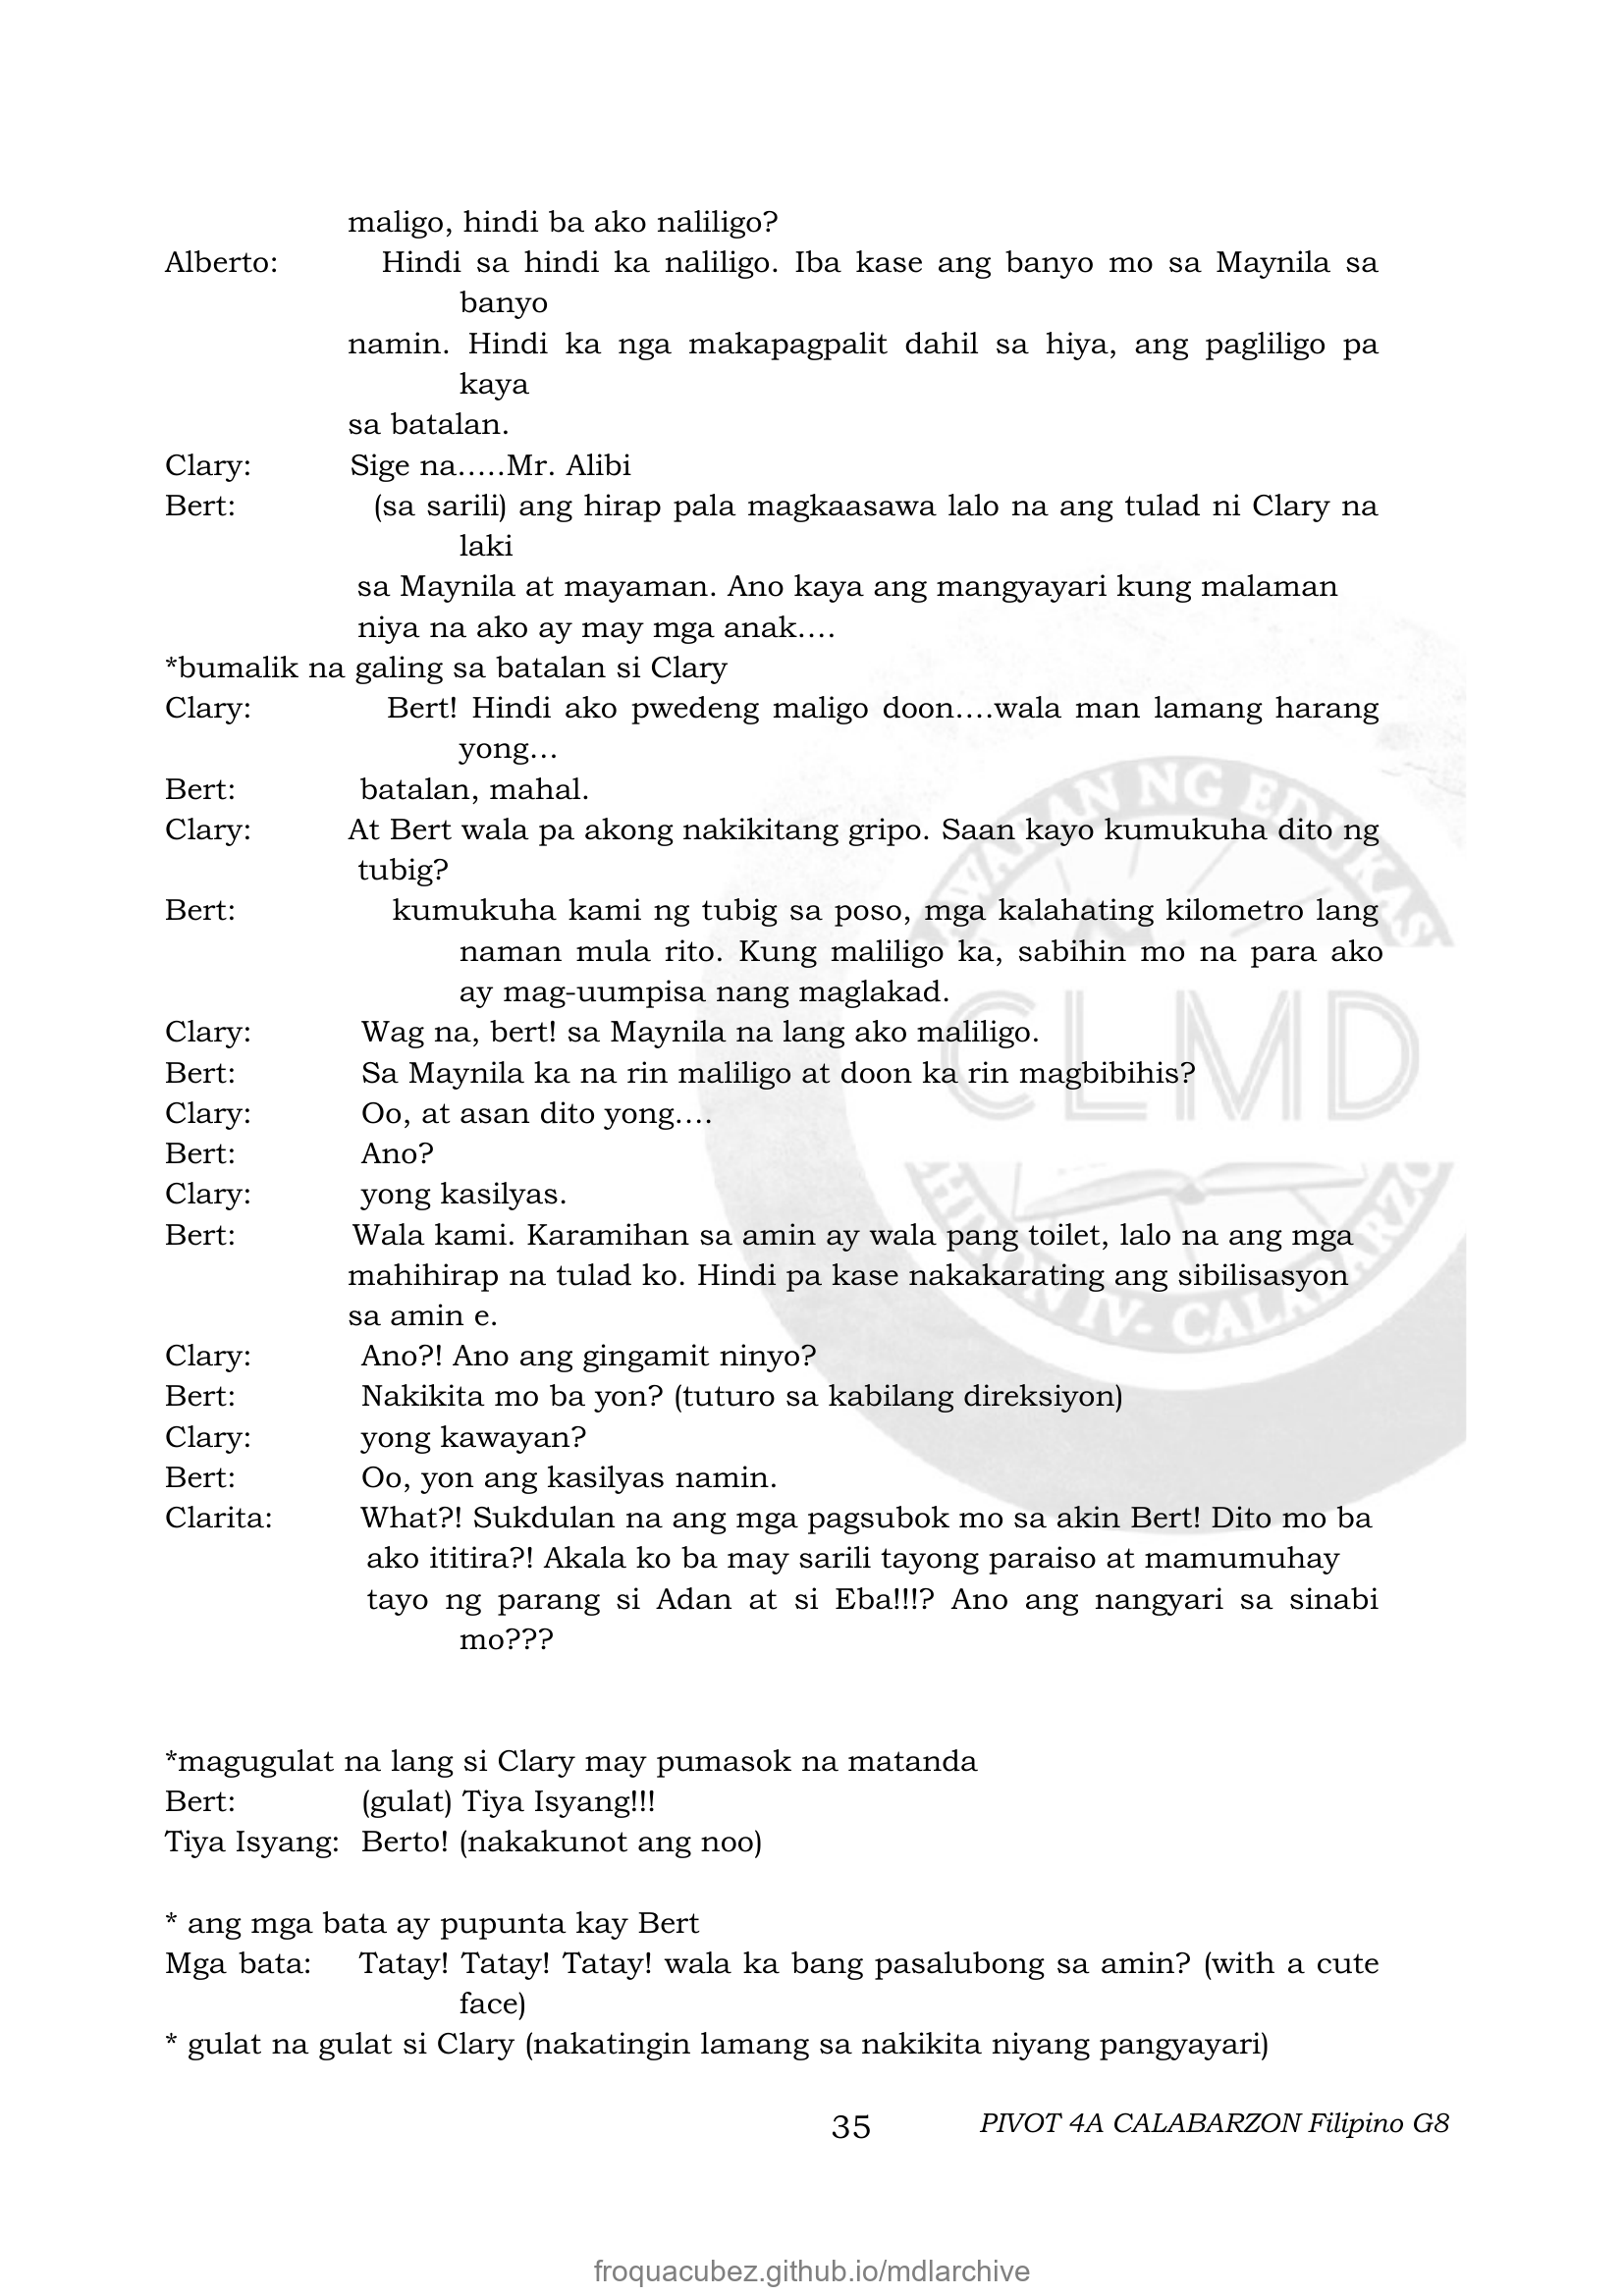 maligo, hindi ba ako naliligo?
Alberto: Hindi sa hindi ka naliligo. Iba kase ang banyo mo sa Maynila sa
banyo
namin. Hindi ka nga makapagpalit dahil sa hiya, ang pagliligo pa
kaya
sa batalan.
Clary: Sige na.....Mr. Alibi
Bert: (sa sarili) ang hirap pala magkaasawa lalo na ang tulad ni Clary na
laki
sa Maynila at mayaman. Ano kaya ang mangyayari kung malaman
niya na ako ay may mga anak....
*bumalik na galing sa batalan si Clary
Clary: Bert! Hindi ako pwedeng maligo doon....wala man lamang harang
yong...
Bert: batalan, mahal.
Clary: At Bert wala pa akong nakikitang gripo. Saan kayo kumukuha dito ng
tubig?
Bert: kumukuha kami ng tubig sa poso, mga kalahating kilometro lang
naman mula rito. Kung maliligo ka, sabihin mo na para ako
ay mag-uumpisa nang maglakad.
Clary: Wag na, bert! sa Maynila na lang ako maliligo.
Bert: Sa Maynila ka na rin maliligo at doon ka rin magbibihis?
Clary: Oo, at asan dito yong....
Bert: Ano?
Clary: yong kasilyas.
Bert: Wala kami. Karamihan sa amin ay wala pang toilet, lalo na ang mga
mahihirap na tulad ko. Hindi pa kase nakakarating ang sibilisasyon
sa amin e.
Clary: Ano?! Ano ang gingamit ninyo?
Bert: Nakikita mo ba yon? (tuturo sa kabilang direksiyon)
Clary: yong kawayan?
Bert: Oo, yon ang kasilyas namin.
Clarita: What?! Sukdulan na ang mga pagsubok mo sa akin Bert! Dito mo ba
ako ititira?! Akala ko ba may sarili tayong paraiso at mamumuhay
tayo ng parang si Adan at si Eba!!!? Ano ang nangyari sa sinabi
mo???
*magugulat na lang si Clary may pumasok na matanda
Bert: (gulat) Tiya Isyang!!!
Tiya Isyang: Berto! (nakakunot ang noo)
* ang mga bata ay pupunta kay Bert
Mga bata: Tatay! Tatay! Tatay! wala ka bang pasalubong sa amin? (with a cute
face)
* gulat na gulat si Clary (nakatingin lamang sa nakikita niyang pangyayari)
35 PIVOT 4A CALABARZON Filipino G8
froquacubez.github.io/mdlarchive
CLMD